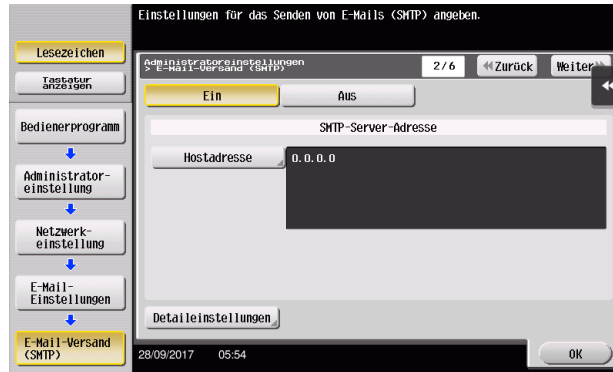 Einstellungen für das Senden von E-Mails (SMTP) angeben.
Lesezeichen
Tastatur
anzeigen
Bedienerprogramm
Administrator-
einstellung
Netzwerk-
einstellung
E-Mail-
Einstellungen
E-Mail-Versand
(SMTP)
Administratoreinstellungen
> E-Mail-Versand (SMTP)
2/6
Zurück
Weiter
Ein
Aus
SMTP-Server-Adresse
Hostadresse
0.0.0.0
Detaileinstellungen
28/09/2017 05:54
OK